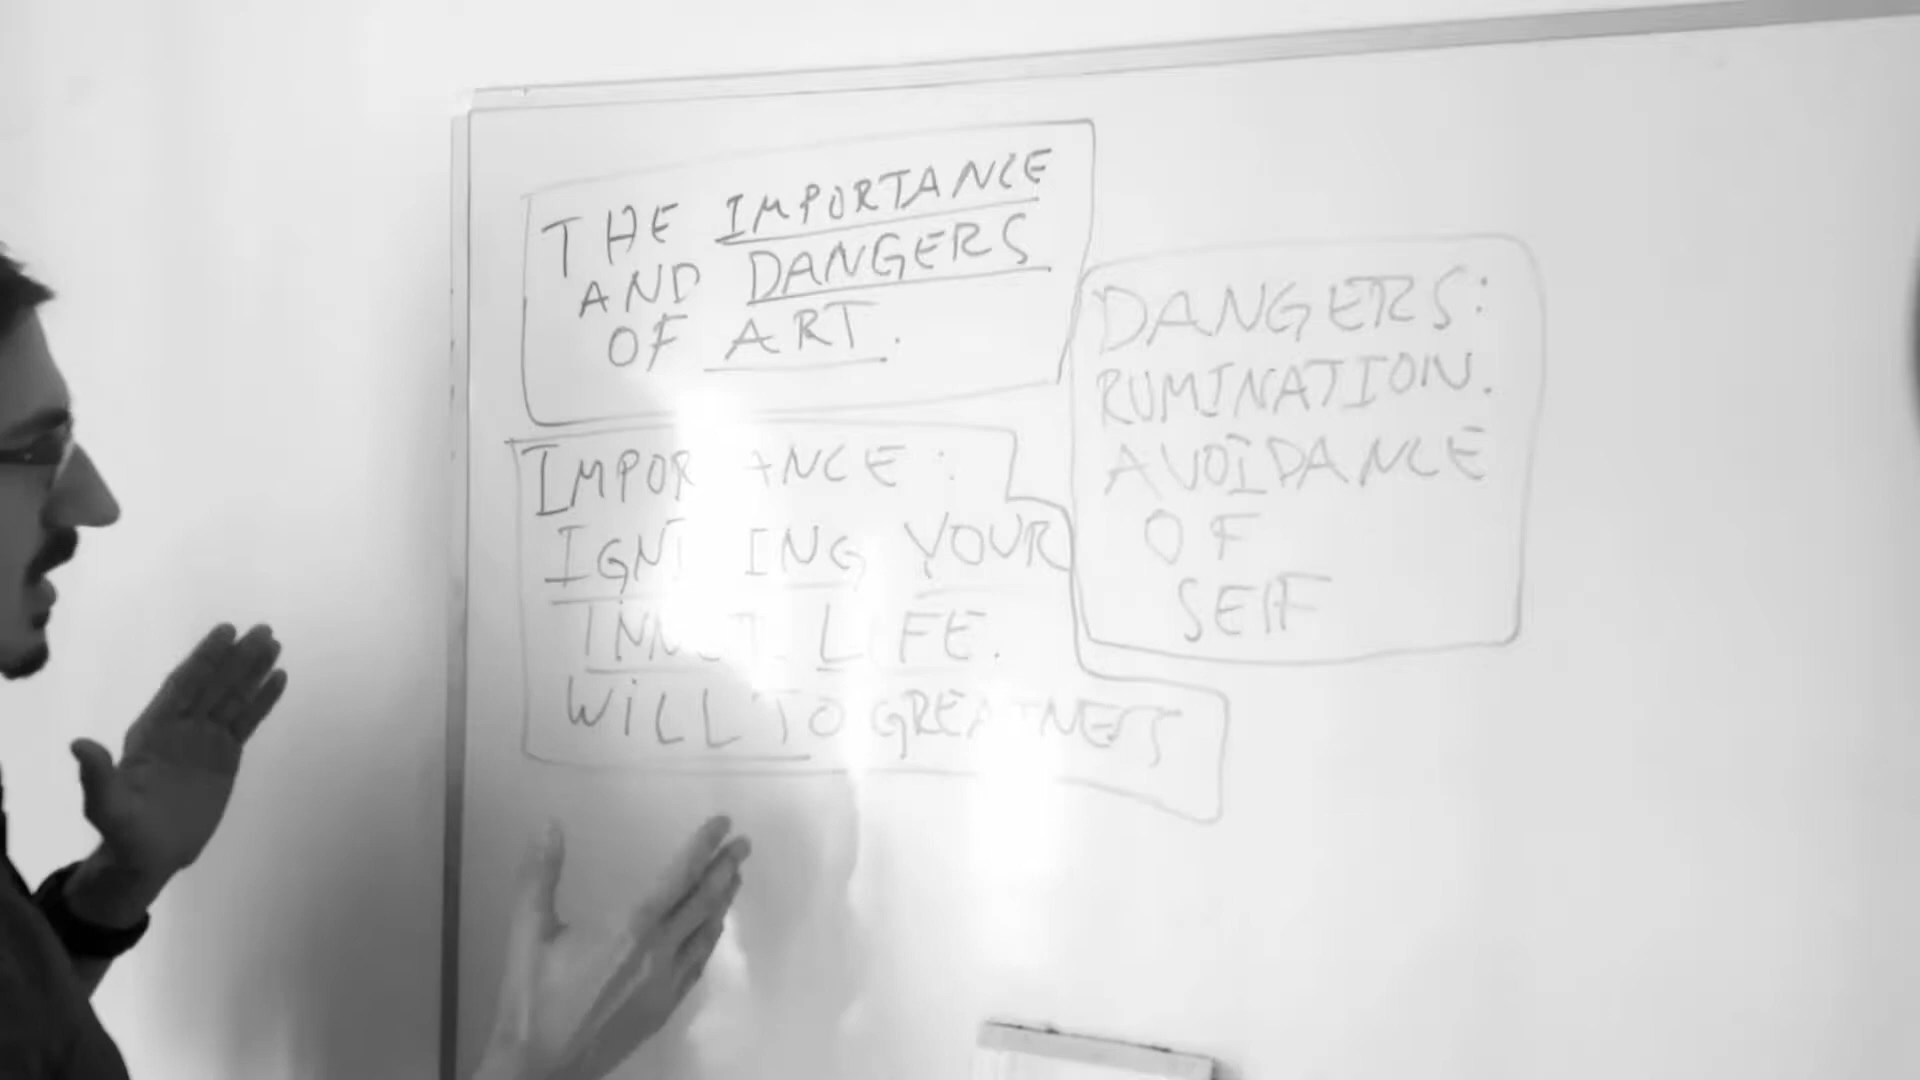 THE IMPORTANCE
AND DANGERS
OF ART.
IMPORTANCE:
IGNITING YOUR
INNER LIFE.
WILL TO GREATNESS
DANGERS:
RUMINATION.
AVOIDANCE
OF
SELF